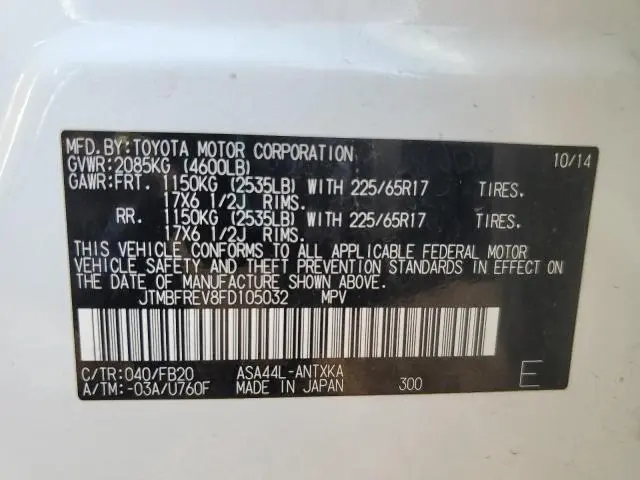 MFD.BY:TOYOTA MOTOR CORPORATION 10/14
GVWR:2085KG (4600LB)
GAWR:FRT. 1150KG (2535LB) WITH 225/65R17 TIRES.
17X6 1/2J RIMS.
RR. 1150KG (2535LB) WITH 225/65R17 TIRES.
17X6 1/2J RIMS.
THIS VEHICLE CONFORMS TO ALL APPLICABLE FEDERAL MOTOR
VEHICLE SAFETY AND THEFT PREVENTION STANDARDS IN EFFECT ON
THE DATE OF MANUFACTURE SHOWN ABOVE.
JTMBFREV8FD105032 MPV
C/TR:040/FB20 ASA44L-ANTXKA
A/TM:-03A/U760F MADE IN JAPAN 300 E